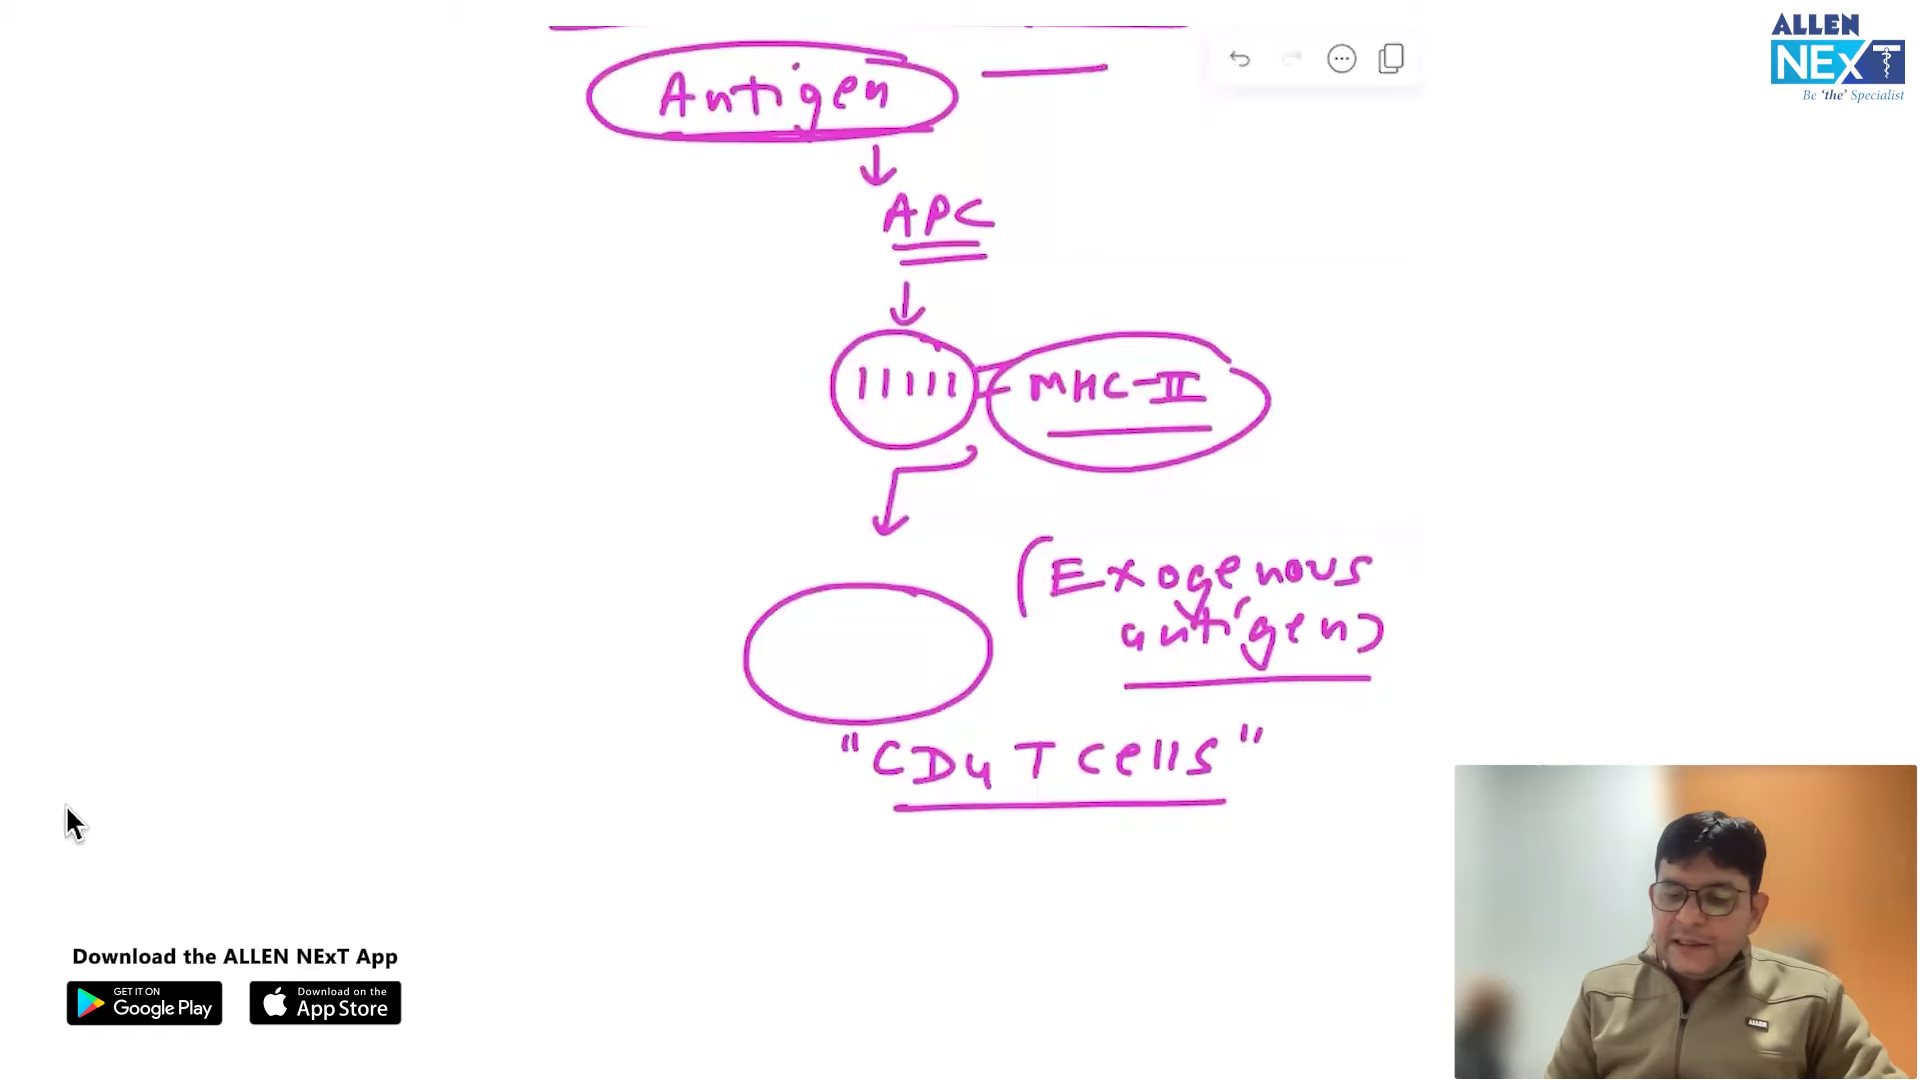 ALLEN
NExT
Be 'the' Specialist
Antigen
APC
MHC-II
(Exogenous
antigen)
"CD4 T cells"
Download the ALLEN NExT App
GET IT ON
Google Play
Download on the
App Store
ALLEN